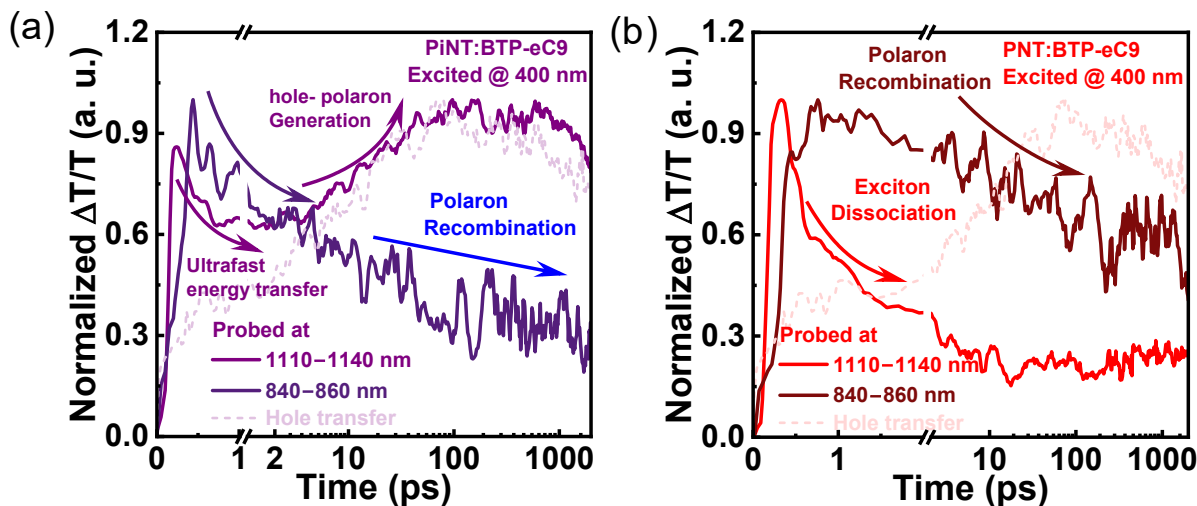 (a)
PiNT:BTP-eC9
Excited @ 400 nm
hole- polaron
Generation
Polaron
Recombination
Ultrafast
energy transfer
Probed at
1110–1140 nm
840–860 nm
Hole transfer
Normalized ΔT/T (a. u.)
1.2
0.9
0.6
0.3
0.0
0 1 2 10 100 1000
Time (ps)
(b)
PNT:BTP-eC9
Excited @ 400 nm
Polaron
Recombination
Exciton
Dissociation
Probed at
1110–1140 nm
840–860 nm
Hole transfer
Normalized ΔT/T (a. u.)
1.2
0.9
0.6
0.3
0.0
0 1 10 100 1000
Time (ps)